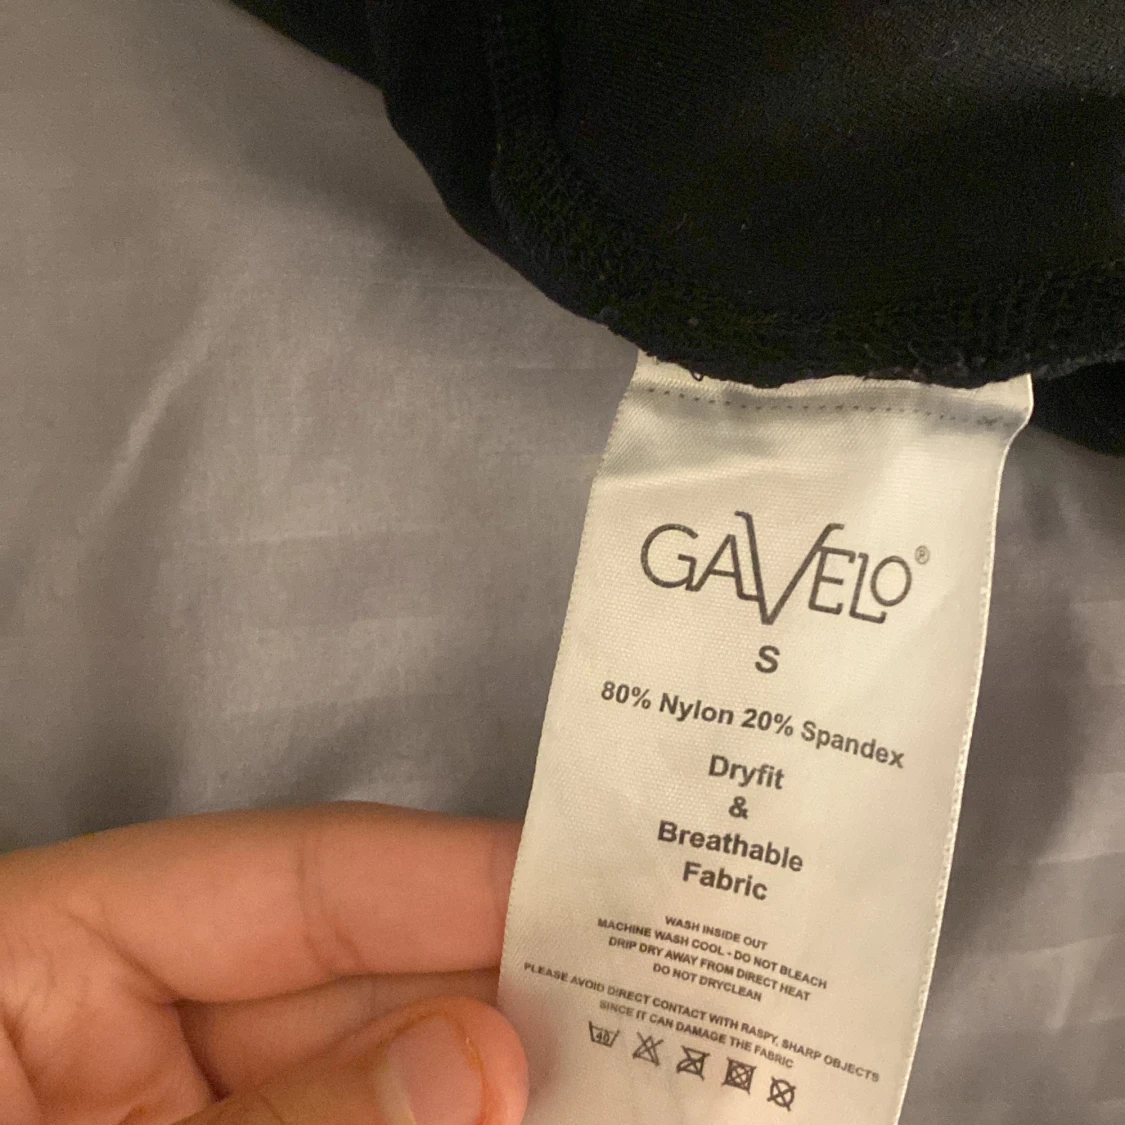 GAVELO®
S
80% Nylon 20% Spandex
Dryfit
&
Breathable
Fabric
WASH INSIDE OUT
MACHINE WASH COOL - DO NOT BLEACH
DRIP DRY AWAY FROM DIRECT HEAT
DO NOT DRYCLEAN
PLEASE AVOID DIRECT CONTACT WITH RASPY, SHARP OBJECTS
SINCE IT CAN DAMAGE THE FABRIC
40